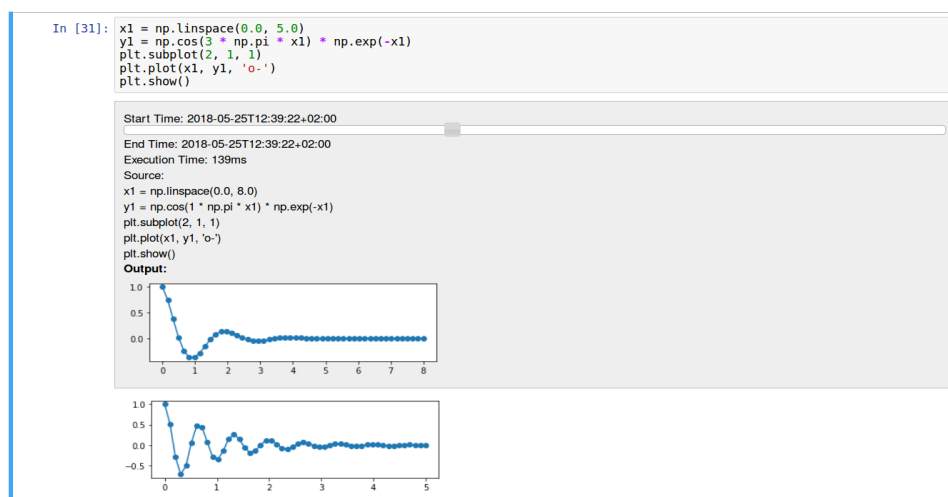 In [31]: x1 = np.linspace(0.0, 5.0)
y1 = np.cos(3 * np.pi * x1) * np.exp(-x1)
plt.subplot(2, 1, 1)
plt.plot(x1, y1, 'o-')
plt.show()
Start Time: 2018-05-25T12:39:22+02:00
End Time: 2018-05-25T12:39:22+02:00
Execution Time: 139ms
Source:
x1 = np.linspace(0.0, 8.0)
y1 = np.cos(1 * np.pi * x1) * np.exp(-x1)
plt.subplot(2, 1, 1)
plt.plot(x1, y1, 'o-')
plt.show()
Output:
1.0
0.5
0.0
0 1 2 3 4 5 6 7 8
1.0
0.5
0.0
−0.5
0 1 2 3 4 5